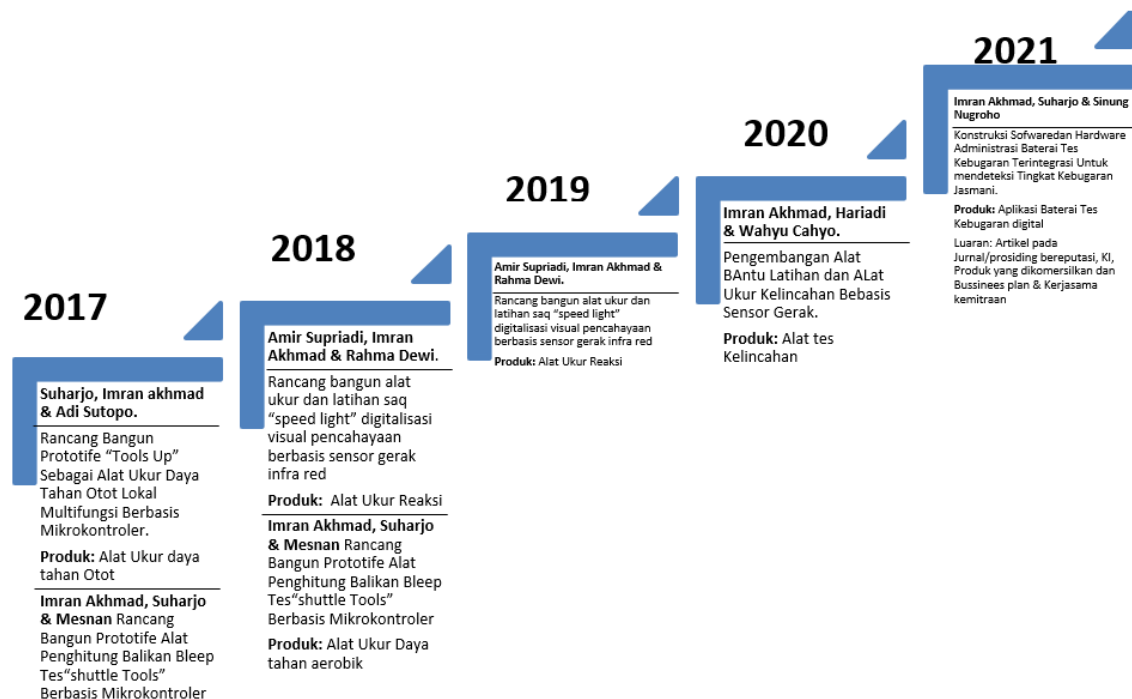 2017
Suharjo, Imran akhmad
& Adi Sutopo.
Rancang Bangun
Prototife “Tools Up”
Sebagai Alat Ukur Daya
Tahan Otot Lokal
Multifungsi Berbasis
Mikrokontroler.
Produk: Alat Ukur daya
tahan Otot
Imran Akhmad, Suharjo
& Mesnan Rancang
Bangun Prototife Alat
Penghitung Balikan Bleep
Tes“shuttle Tools”
Berbasis Mikrokontroler
2018
Amir Supriadi, Imran
Akhmad & Rahma Dewi.
Rancang bangun alat
ukur dan latihan saq
“speed light” digitalisasi
visual pencahayaan
berbasis sensor gerak
infra red
Produk: Alat Ukur Reaksi
Imran Akhmad, Suharjo
& Mesnan Rancang
Bangun Prototife Alat
Penghitung Balikan Bleep
Tes“shuttle Tools”
Berbasis Mikrokontroler
Produk: Alat Ukur Daya
tahan aerobik
2019
Amir Supriadi, Imran Akhmad &
Rahma Dewi.
Rancang bangun alat ukur dan
latihan saq “speed light”
digitalisasi visual pencahayaan
berbasis sensor gerak infra red
Produk: Alat Ukur Reaksi
2020
Imran Akhmad, Hariadi
& Wahyu Cahyo.
Pengembangan Alat
BAntu Latihan dan ALat
Ukur Kelincahan Bebasis
Sensor Gerak.
Produk: Alat tes
Kelincahan
2021
Imran Akhmad, Suharjo & Sinung
Nugroho
Konstruksi Sofwaredan Hardware
Administrasi Baterai Tes
Kebugaran Terintegrasi Untuk
mendeteksi Tingkat Kebugaran
Jasmani.
Produk: Aplikasi Baterai Tes
Kebugaran digital
Luaran: Artikel pada
Jurnal/prosiding bereputasi, KI,
Produk yang dikomersilkan dan
Bussinees plan & Kerjasama
kemitraan